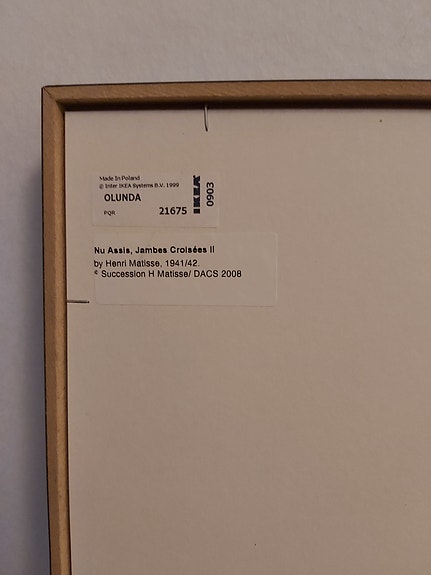 Made In Poland
© Inter IKEA Systems B.V. 1999
OLUNDA
PQR 21675
IKEA
0903
Nu Assis, Jambes Croisées II
by Henri Matisse, 1941/42.
© Succession H Matisse/ DACS 2008